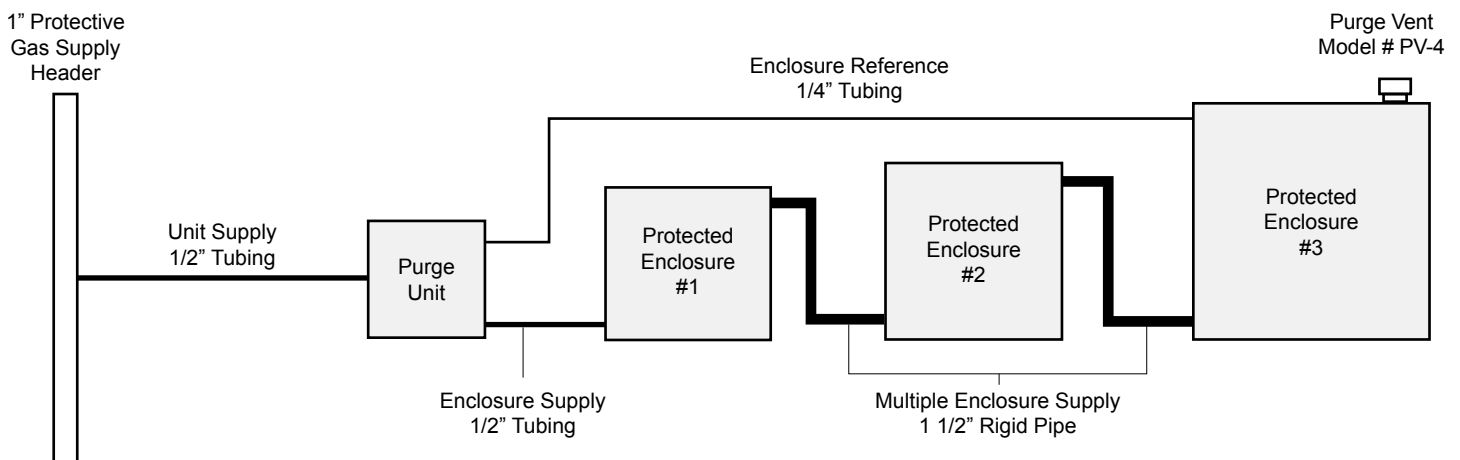 1” Protective
Gas Supply
Header
Purge Vent
Model # PV-4
Enclosure Reference
1/4” Tubing
Unit Supply
1/2” Tubing
Purge
Unit
Protected
Enclosure
#1
Protected
Enclosure
#2
Protected
Enclosure
#3
Enclosure Supply
1/2” Tubing
Multiple Enclosure Supply
1 1/2” Rigid Pipe